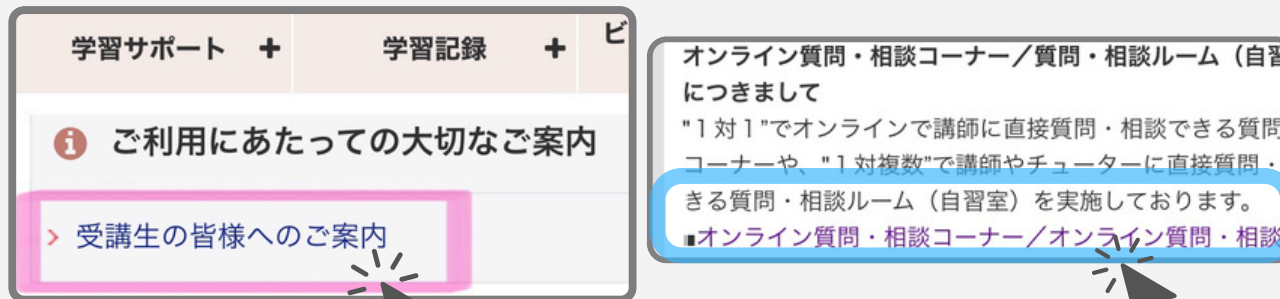 学習サポート +
学習記録 +
ビ
ご利用にあたっての大切なご案内
> 受講生の皆様へのご案内
オンライン質問・相談コーナー／質問・相談ルーム（自習
につきまして
"１対１"でオンラインで講師に直接質問・相談できる質問
コーナーや、"１対複数"で講師やチューターに直接質問・
きる質問・相談ルーム（自習室）を実施しております。
■オンライン質問・相談コーナー／オンライン質問・相談